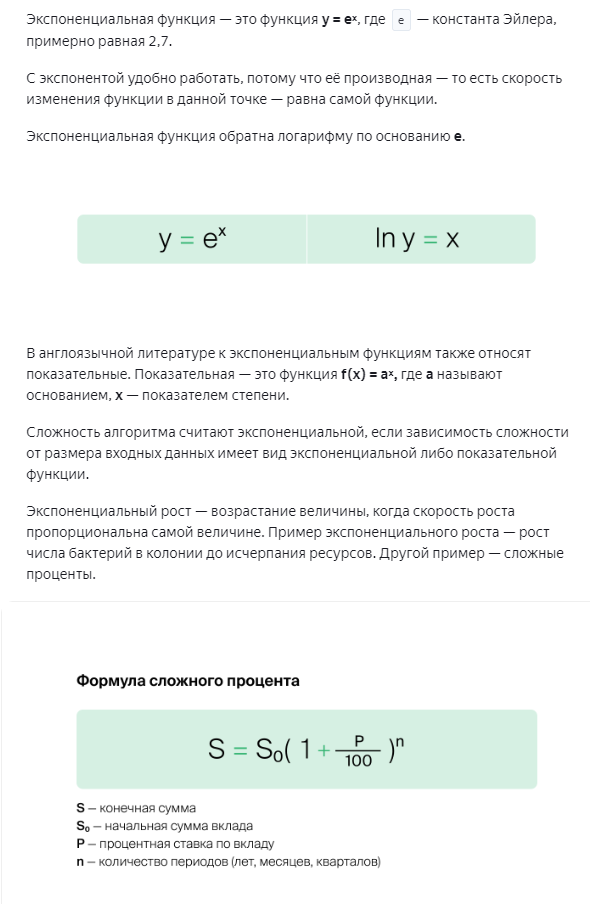 Экспоненциальная функция — это функция y = eˣ, где e — константа Эйлера,
примерно равная 2,7.
С экспонентой удобно работать, потому что её производная — то есть скорость
изменения функции в данной точке — равна самой функции.
Экспоненциальная функция обратна логарифму по основанию e.
y = eˣ
ln y = x
В англоязычной литературе к экспоненциальным функциям также относят
показательные. Показательная — это функция f(x) = aˣ, где a называют
основанием, x — показателем степени.
Сложность алгоритма считают экспоненциальной, если зависимость сложности
от размера входных данных имеет вид экспоненциальной либо показательной
функции.
Экспоненциальный рост — возрастание величины, когда скорость роста
пропорциональна самой величине. Пример экспоненциального роста — рост
числа бактерий в колонии до исчерпания ресурсов. Другой пример — сложные
проценты.
Формула сложного процента
S = S₀( 1 + P/100 )ⁿ
S — конечная сумма
S₀ — начальная сумма вклада
P — процентная ставка по вкладу
n — количество периодов (лет, месяцев, кварталов)